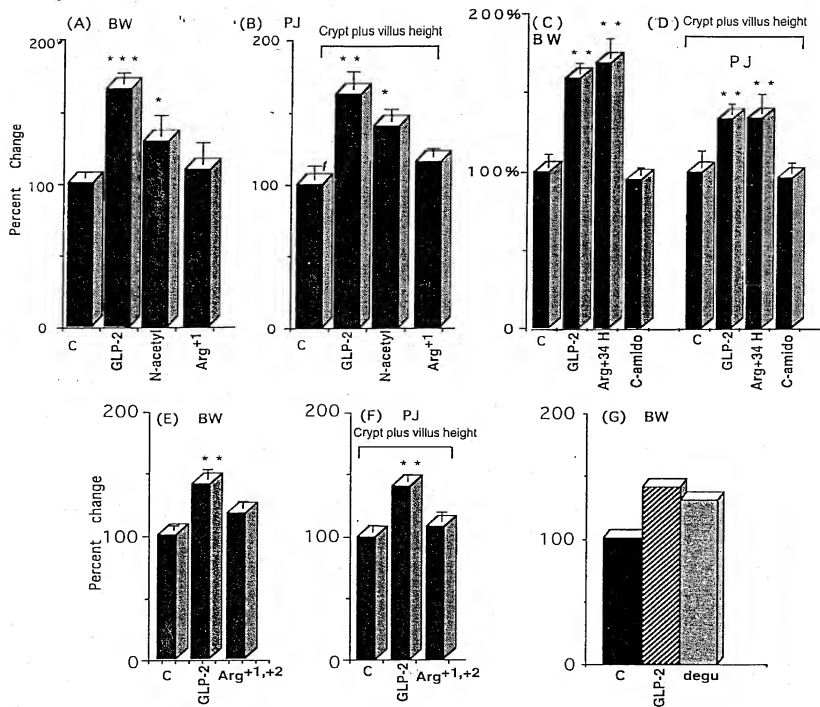 (A) BW
200
* * *
*
100
0
Percent Change
C
GLP-2
N-acetyl
Arg+1
(B) PJ
Crypt plus villus height
200
* *
*
100
0
C
GLP-2
N-acetyl
Arg+1
(C)
BW
200%
* *
* *
100%
0
C
GLP-2
Arg+34 H
C-amido
(D)
Crypt plus villus height
PJ
* *
* *
C
GLP-2
Arg+34 H
C-amido
(E) BW
200
* *
100
0
Percent change
C
GLP-2
Arg+1,+2
(F) PJ
Crypt plus villus height
200
* *
100
0
C
GLP-2
Arg+1,+2
(G) BW
200
100
0
C
GLP-2
degu